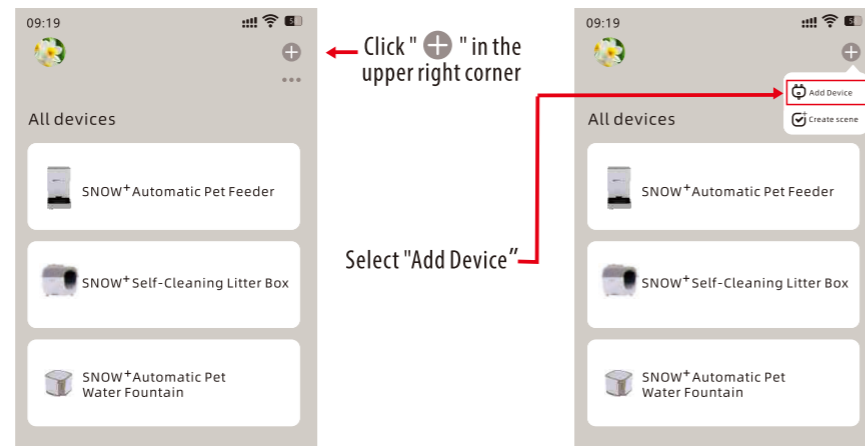 09:19
Click " + " in the
upper right corner
All devices
SNOW+Automatic Pet Feeder
SNOW+Self-Cleaning Litter Box
SNOW+Automatic Pet
Water Fountain
Select "Add Device”
09:19
Add Device
Create scene
All devices
SNOW+Automatic Pet Feeder
SNOW+Self-Cleaning Litter Box
SNOW+Automatic Pet
Water Fountain